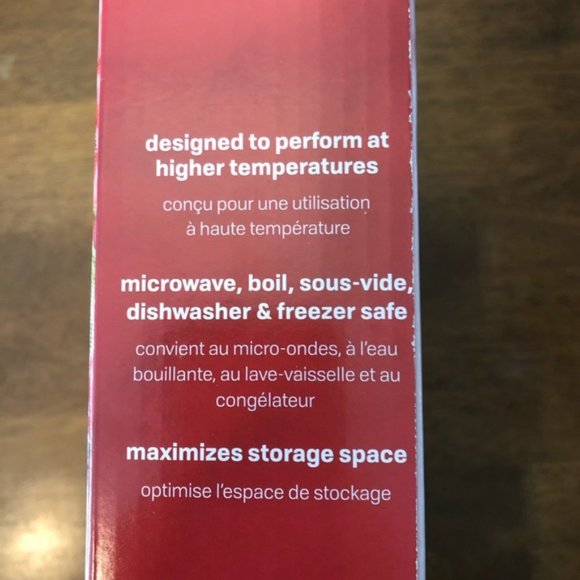 designed to perform at
higher temperatures
conçu pour une utilisation
à haute température
microwave, boil, sous-vide,
dishwasher & freezer safe
convient au micro-ondes, à l'eau
bouillante, au lave-vaisselle et au
congélateur
maximizes storage space
optimise l'espace de stockage